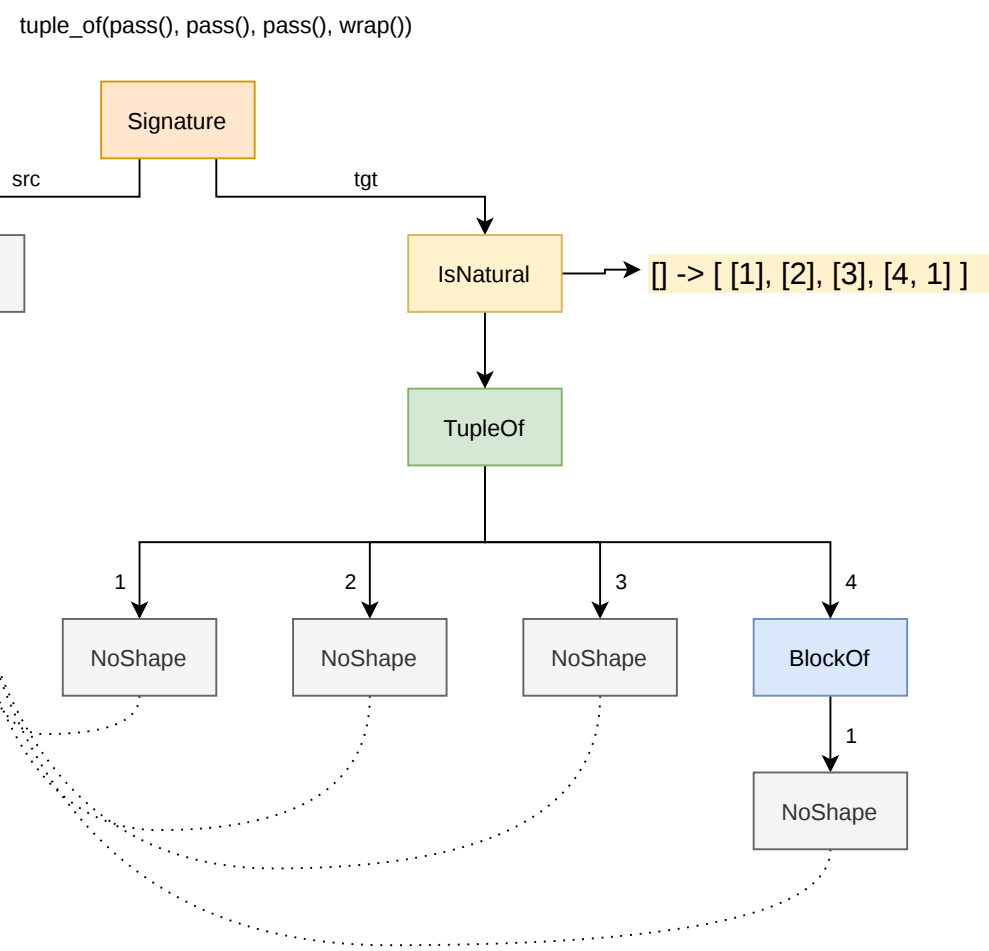 tuple_of(pass(), pass(), pass(), wrap())
Signature
src
tgt
IsNatural
[] -> [ [1], [2], [3], [4, 1] ]
TupleOf
1
2
3
4
NoShape
NoShape
NoShape
BlockOf
1
NoShape